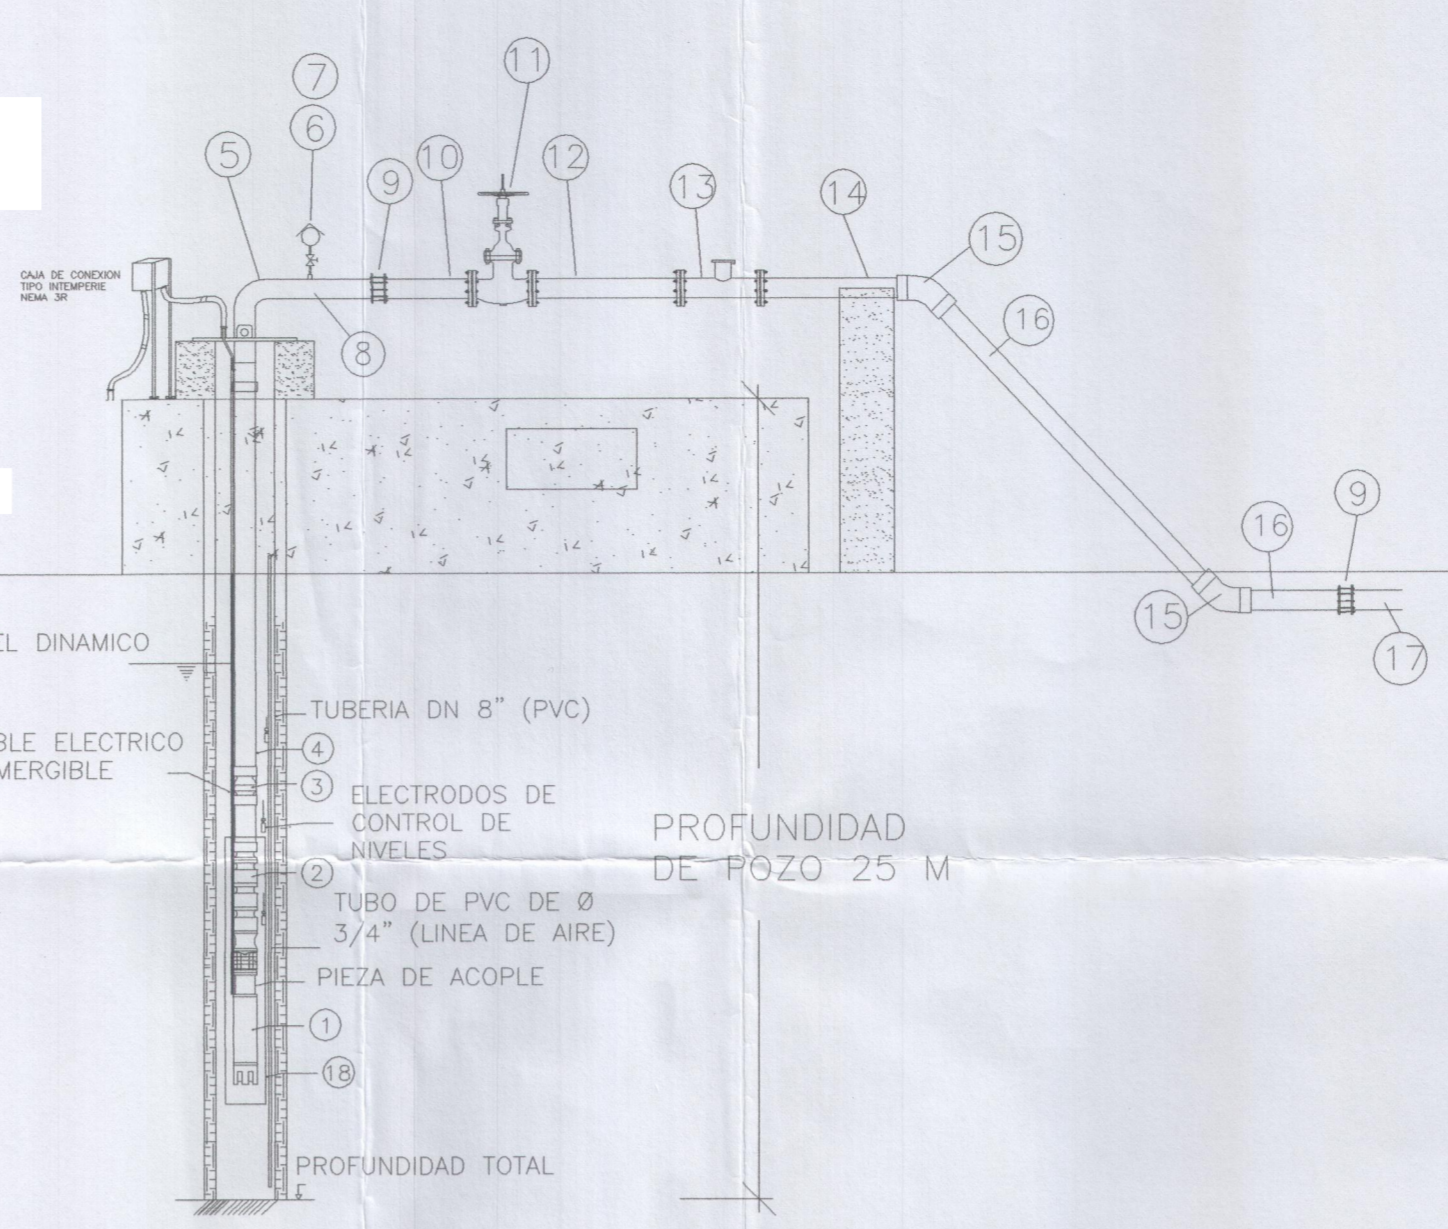 7
11
6
5
9
10
12
13
14
15
CAJA DE CONEXION
TIPO INTEMPERIE
NEMA 3R
8
16
9
16
15
17
EL DINAMICO
TUBERIA DN 8" (PVC)
4
BLE ELECTRICO
MERGIBLE
3
ELECTRODOS DE
CONTROL DE
NIVELES
PROFUNDIDAD
DE POZO 25 M
2
TUBO DE PVC DE Ø
3/4" (LINEA DE AIRE)
PIEZA DE ACOPLE
1
18
PROFUNDIDAD TOTAL